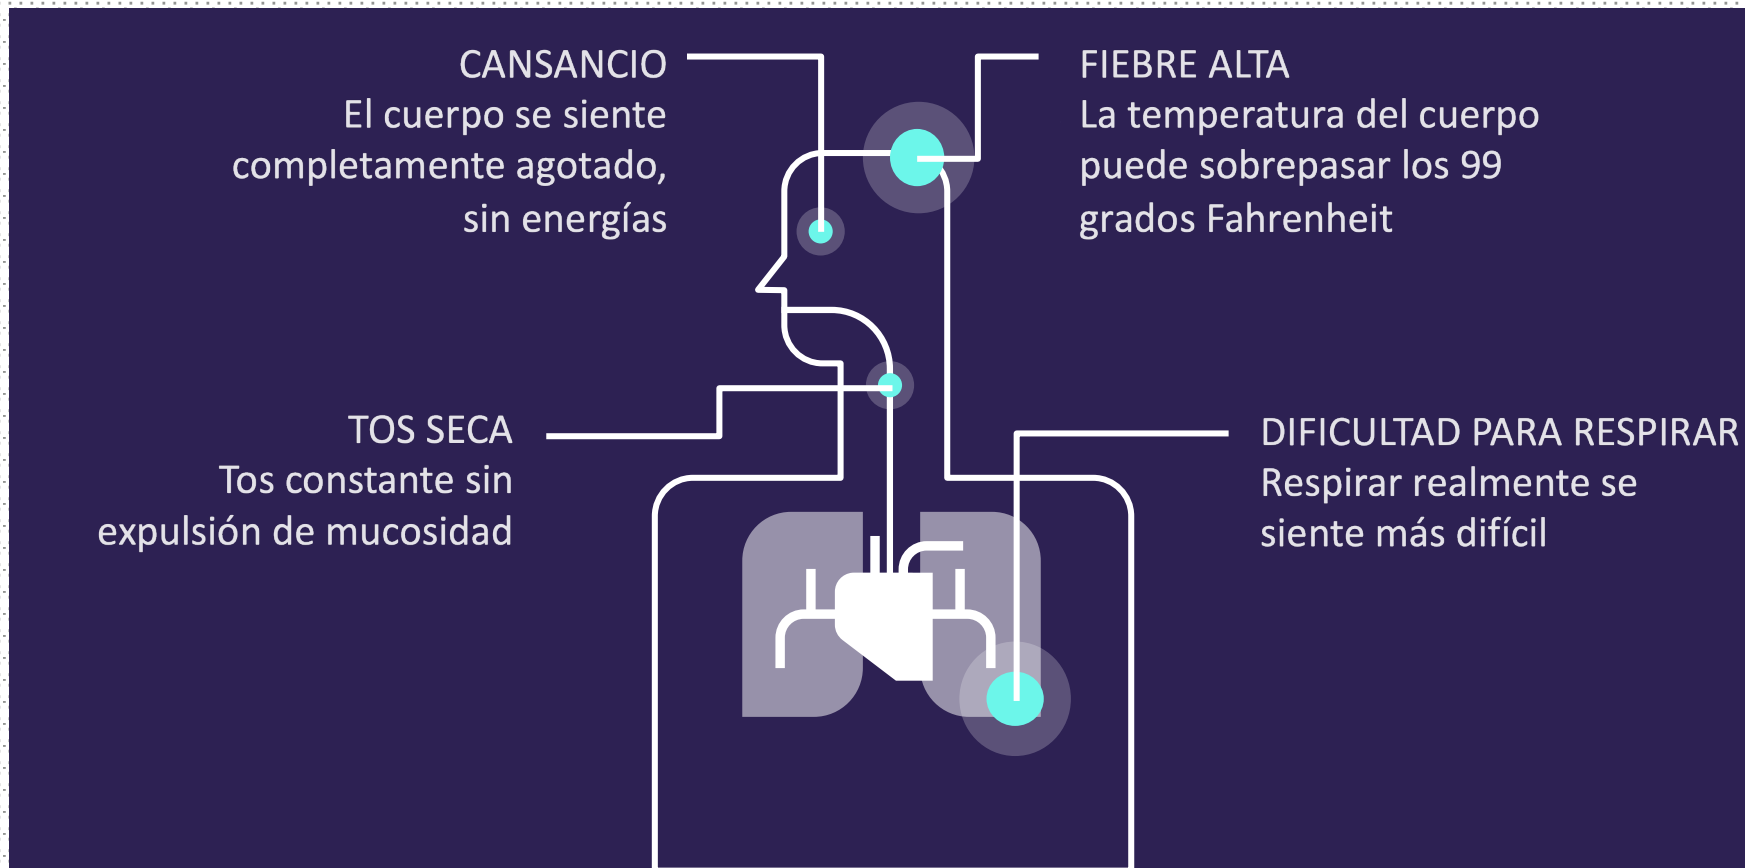 CANSANCIO
El cuerpo se siente
completamente agotado,
sin energías
FIEBRE ALTA
La temperatura del cuerpo
puede sobrepasar los 99
grados Fahrenheit
TOS SECA
Tos constante sin
expulsión de mucosidad
DIFICULTAD PARA RESPIRAR
Respirar realmente se
siente más difícil